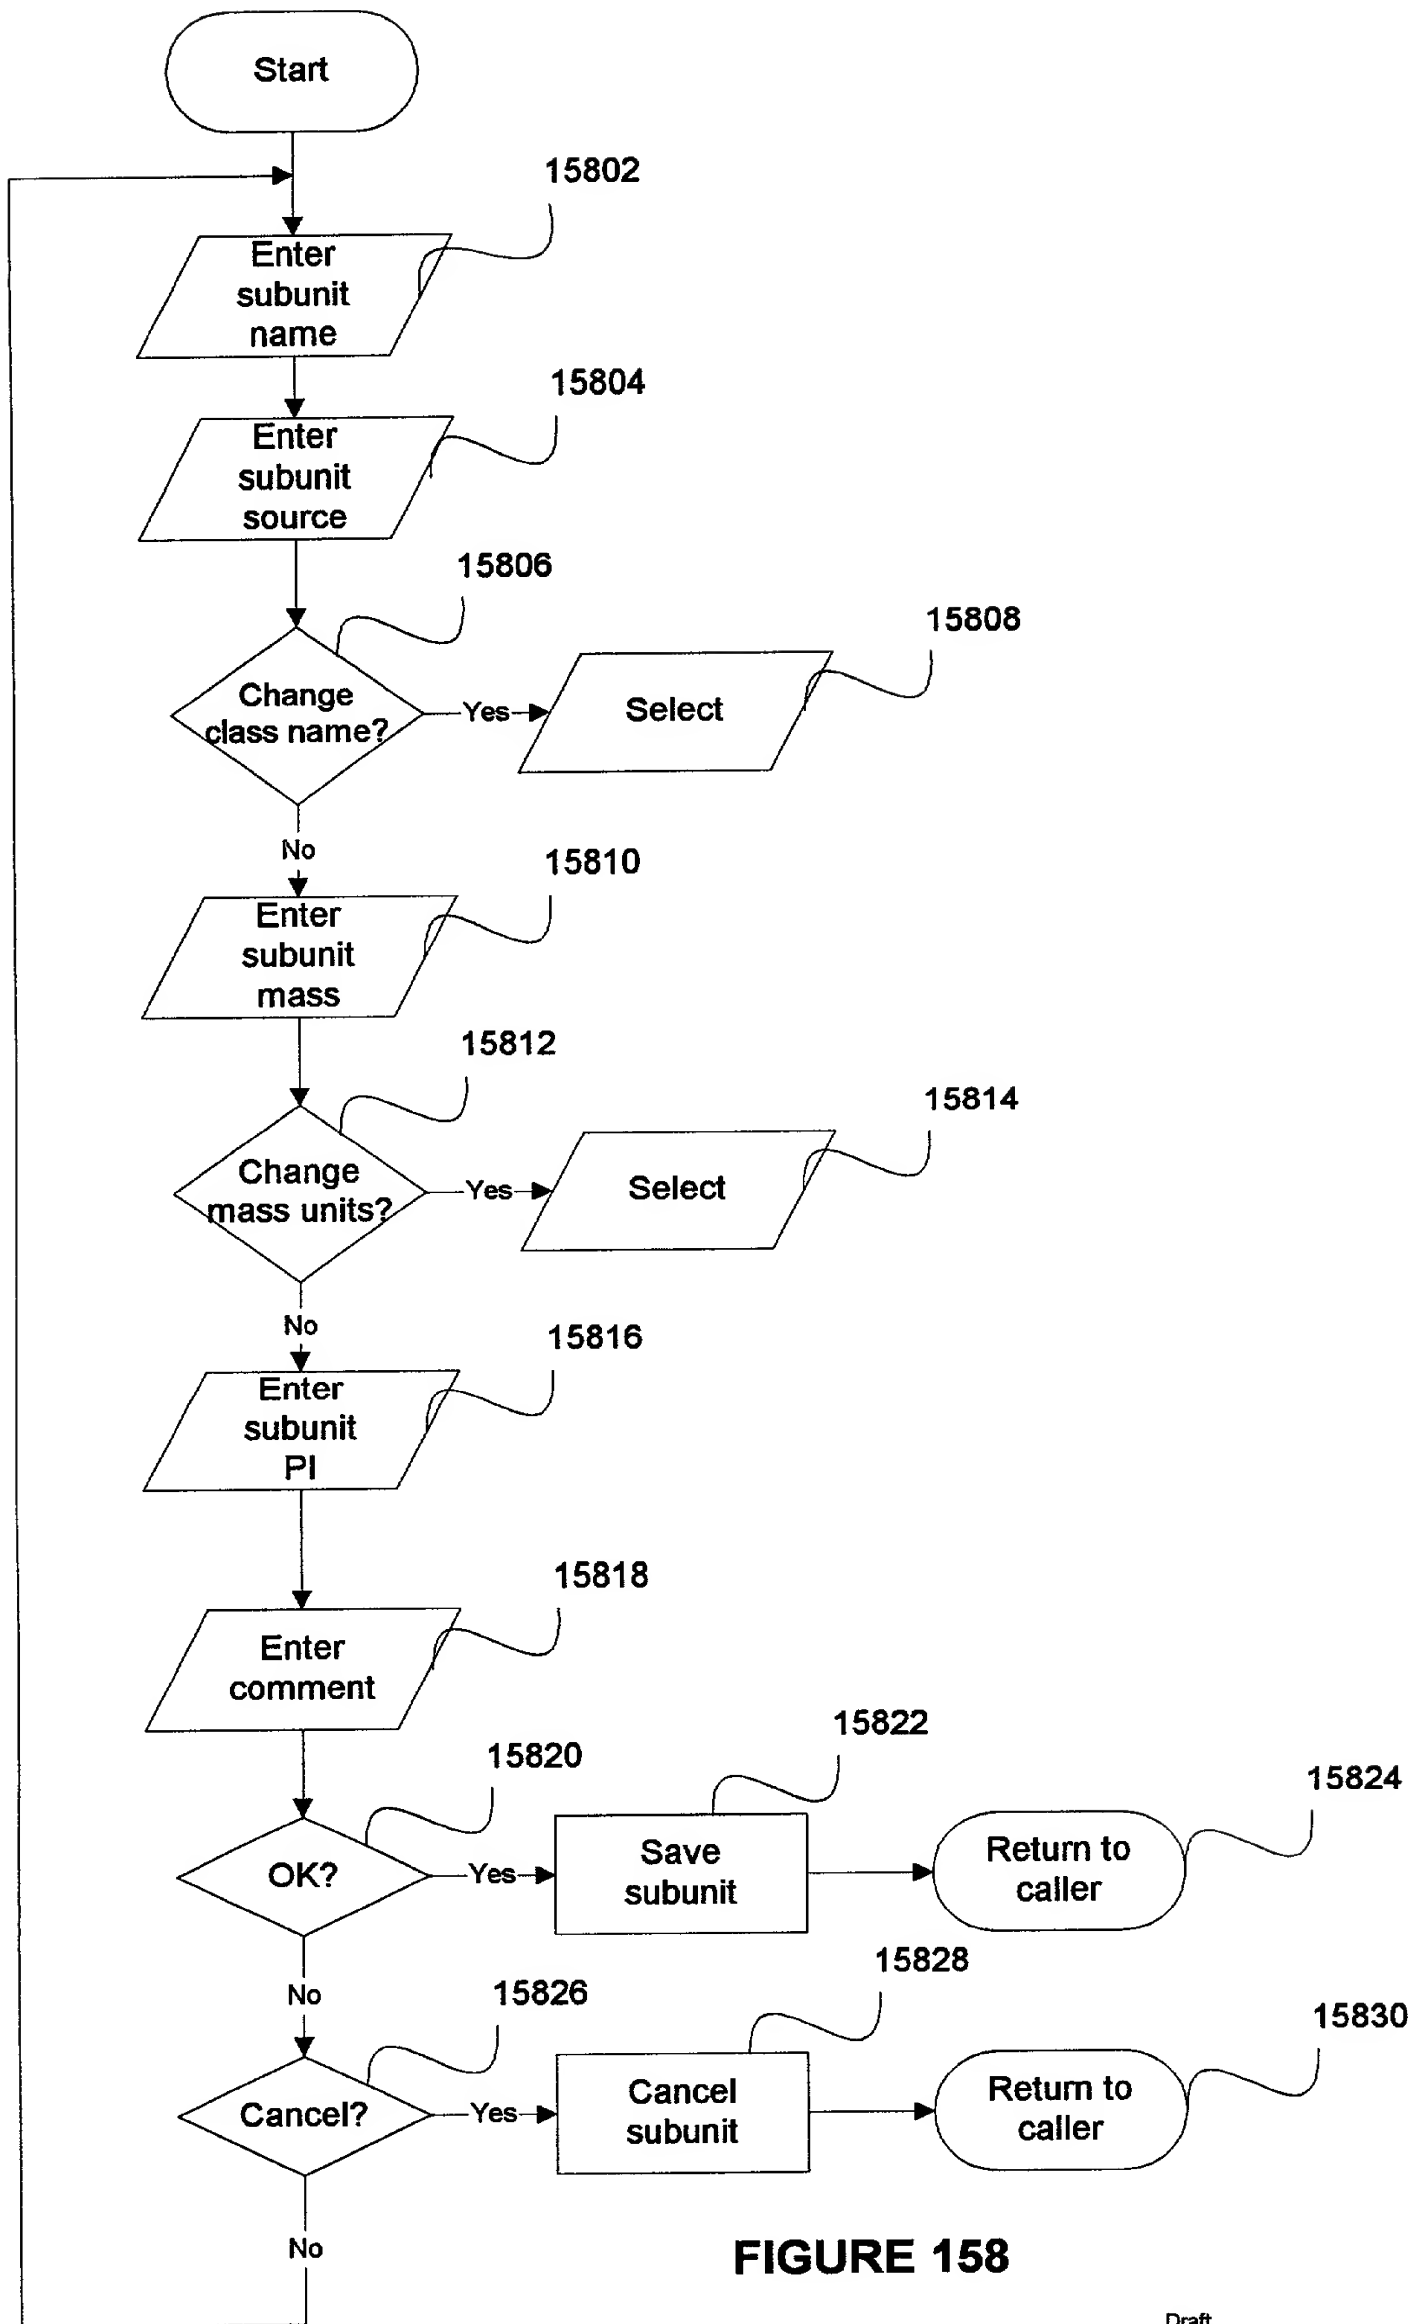 Start
15802
Enter
subunit
name
15804
Enter
subunit
source
15806
15808
Change
class name?
Yes
Select
No
15810
Enter
subunit
mass
15812
15814
Change
mass units?
Yes
Select
No
15816
Enter
subunit
PI
15818
Enter
comment
15820
15822
15824
OK?
Yes
Save
subunit
Return to
caller
No
15826
15828
15830
Cancel?
Yes
Cancel
subunit
Return to
caller
No
FIGURE 158
Draft